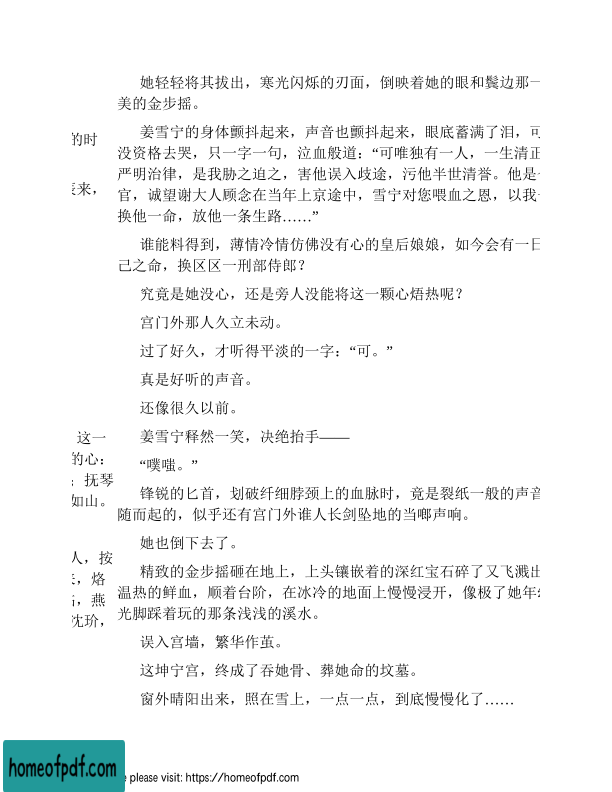 的时
来，
这一
的心：
抚琴
如山。
人，按
烙
燕
沈玠，
她轻轻将其拔出，寒光闪烁的刃面，倒映着她的眼和鬓边那一
美的金步摇。
姜雪宁的身体颤抖起来，声音也颤抖起来，眼底蓄满了泪，可
没资格去哭，只一字一句，泣血般道：“可唯独有一人，一生清正
严明治律，是我胁之迫之，害他误入歧途，污他半世清誉。他是
官，诚望谢大人顾念在当年上京途中，雪宁对您喂血之恩，以我
换他一命，放他一条生路……”
谁能料得到，薄情冷情仿佛没有心的皇后娘娘，如今会有一日
己之命，换区区一刑部侍郎？
究竟是她没心，还是旁人没能将这一颗心焐热呢？
宫门外那人久立未动。
过了好久，才听得平淡的一字：“可。”
真是好听的声音。
还像很久以前。
姜雪宁释然一笑，决绝抬手——
“噗嗤。”
锋锐的匕首，划破纤细脖颈上的血脉时，竟是裂纸一般的声音
随而起的，似乎还有宫门外谁人长剑坠地的当啷声响。
她也倒下去了。
精致的金步摇砸在地上，上头镶嵌着的深红宝石碎了又飞溅出
温热的鲜血，顺着台阶，在冰冷的地面上慢慢浸开，像极了她年
光脚踩着玩的那条浅浅的溪水。
误入宫墙，繁华作茧。
这坤宁宫，终成了吞她骨、葬她命的坟墓。
窗外晴阳出来，照在雪上，一点一点，到底慢慢化了……
homeofpdf.com
e please visit: https://homeofpdf.com